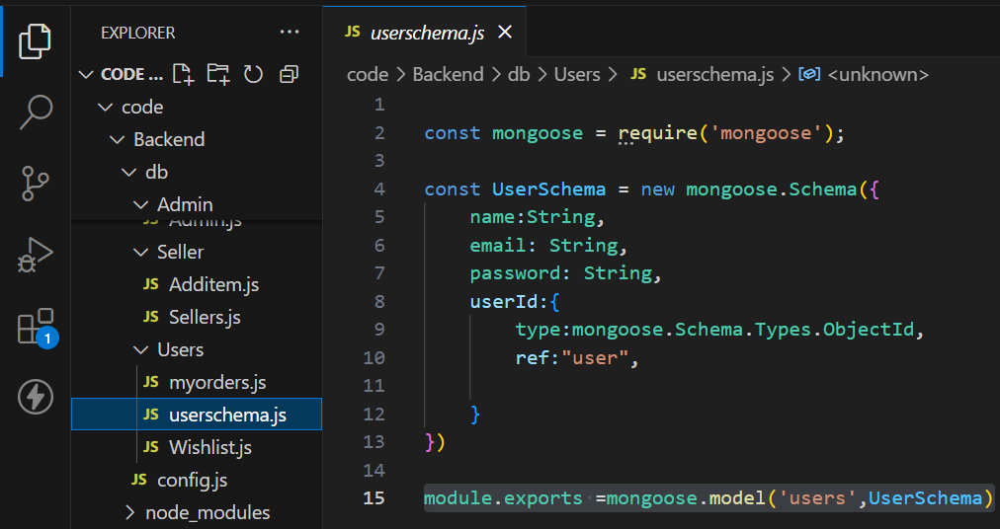 EXPLORER ...
CODE ...
code
Backend
db
Admin
Admin.js
Seller
JS Additem.js
JS Sellers.js
Users
JS myorders.js
JS userschema.js
JS Wishlist.js
JS config.js
node_modules
1
JS userschema.js
code > Backend > db > Users > JS userschema.js > <unknown>
1
2 const mongoose = require('mongoose');
3
4 const UserSchema = new mongoose.Schema({
5 name:String,
6 email: String,
7 password: String,
8 userId:{
9 type:mongoose.Schema.Types.ObjectId,
10 ref:"user",
11
12 }
13 })
14
15 module.exports =mongoose.model('users',UserSchema)